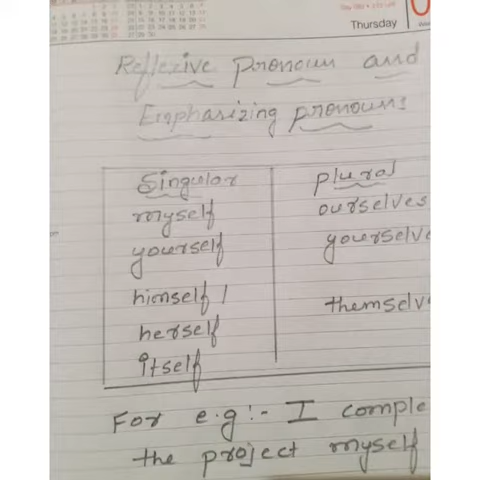 Thursday
Reflexive pronoun and
Emphasizing pronouns
Singular plural
myself ourselves
yourself yourselve
himself / themselv
herself
itself
For e.g:- I comple
the project myself